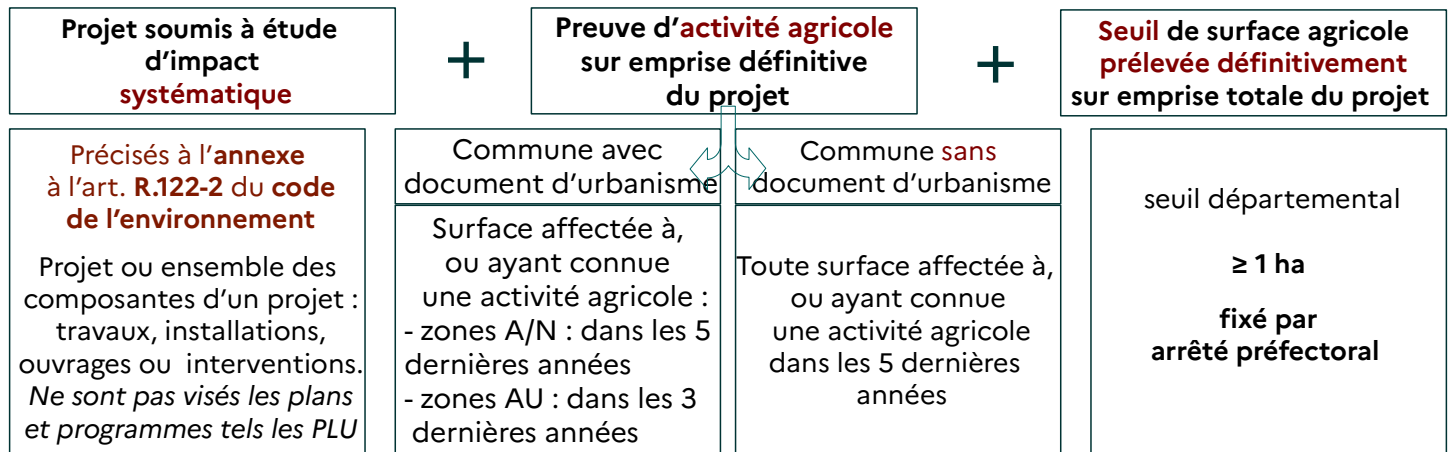 Projet soumis à étude
d'impact
systématique
+
Preuve d'activité agricole
sur emprise définitive
du projet
+
Seuil de surface agricole
prélevée définitivement
sur emprise totale du projet
Précisés à l'annexe
à l'art. R.122-2 du code
de l'environnement
Projet ou ensemble des
composantes d'un projet :
travaux, installations,
ouvrages ou interventions.
Ne sont pas visés les plans
et programmes tels les PLU
Commune avec
document d'urbanisme
Surface affectée à,
ou ayant connue
une activité agricole :
- zones A/N : dans les 5
dernières années
- zones AU : dans les 3
dernières années
Commune sans
document d'urbanisme
Toute surface affectée à,
ou ayant connue
une activité agricole
dans les 5 dernières
années
seuil départemental
≥ 1 ha
fixé par
arrêté préfectoral